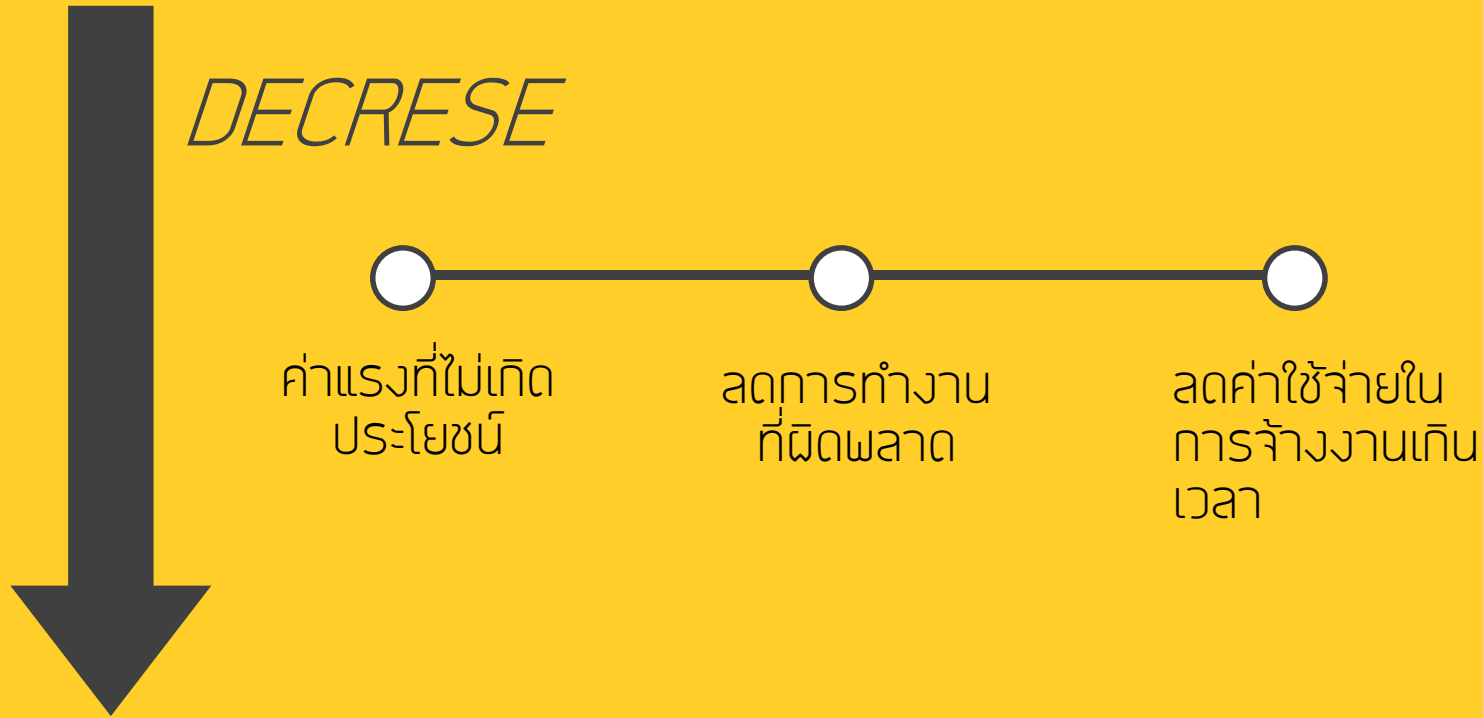 DECRESE
ค่าแรงที่ไม่เกิด
ประโยชน์
ลดการทำงาน
ที่ผิดพลาด
ลดค่าใช้จ่ายใน
การจ้างงานเกิน
เวลา